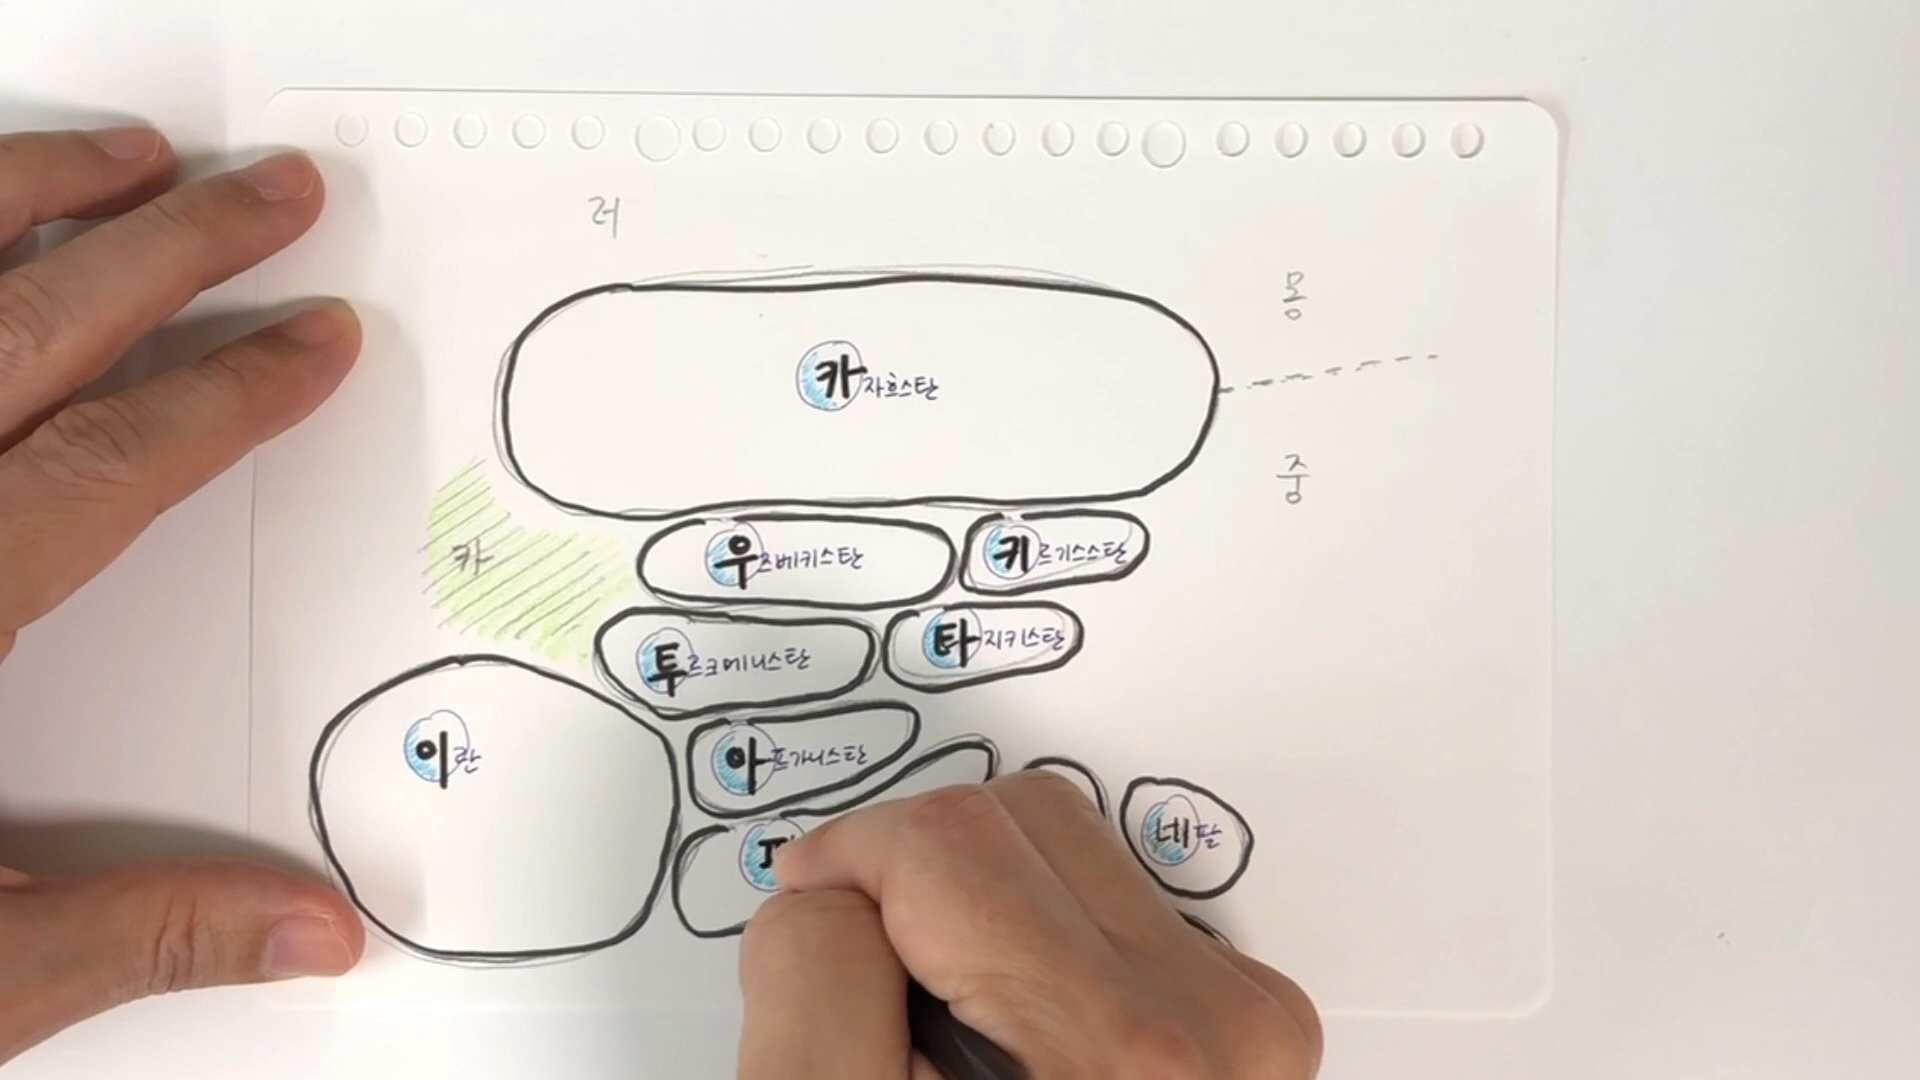 러
몽
카자흐스탄
중
카
우즈베키스탄
키르기스스탄
투르크메니스탄
타지키스탄
이란
아프가니스탄
네팔